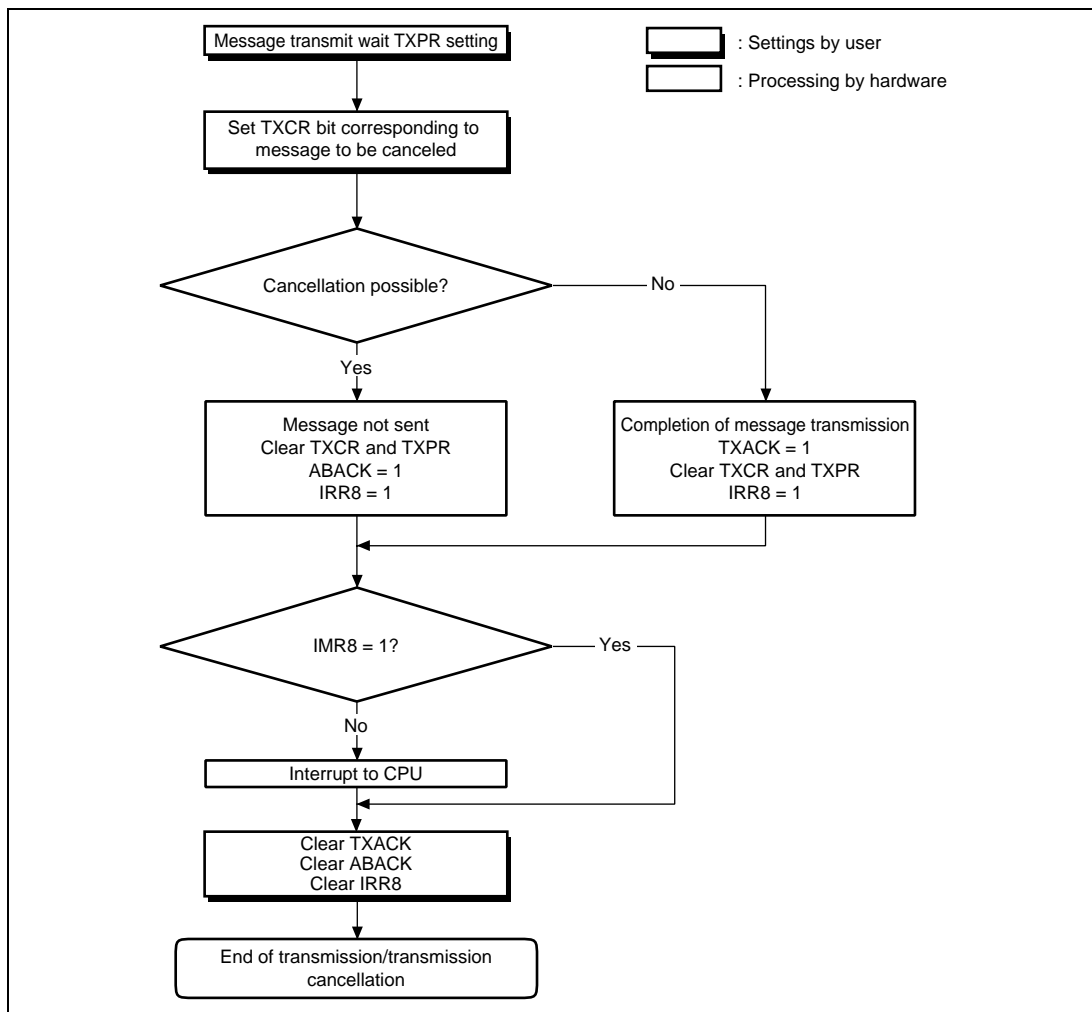 Message transmit wait TXPR setting
: Settings by user
: Processing by hardware
Set TXCR bit corresponding to
message to be canceled
Cancellation possible?
No
Yes
Message not sent
Clear TXCR and TXPR
ABACK = 1
IRR8 = 1
Completion of message transmission
TXACK = 1
Clear TXCR and TXPR
IRR8 = 1
IMR8 = 1?
Yes
No
Interrupt to CPU
Clear TXACK
Clear ABACK
Clear IRR8
End of transmission/transmission
cancellation